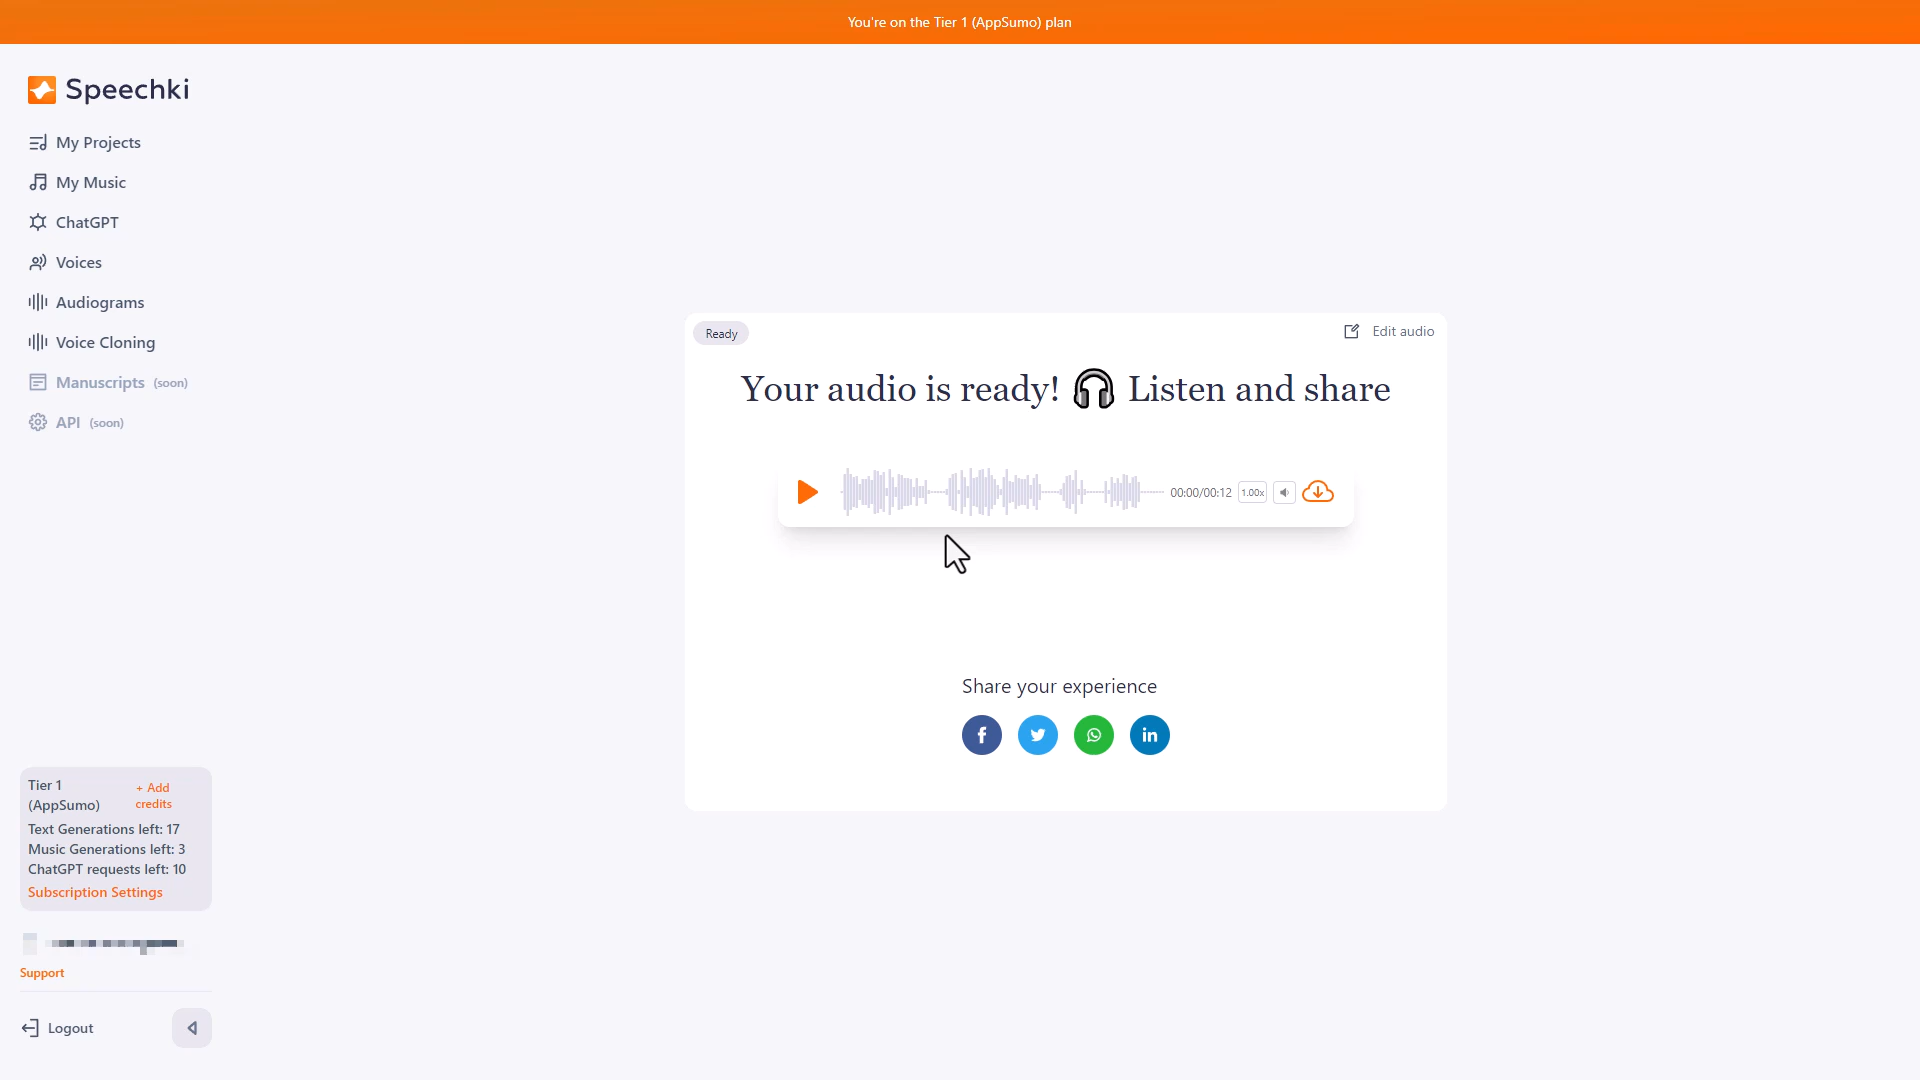 You're on the Tier 1 (AppSumo) plan
Speechki
My Projects
My Music
ChatGPT
Voices
Audiograms
Voice Cloning
Manuscripts (soon)
API (soon)
Ready
Edit audio
Your audio is ready! 🎧 Listen and share
00:00/00:12 1.00x
Share your experience
Tier 1 (AppSumo)
+ Add credits
Text Generations left: 17
Music Generations left: 3
ChatGPT requests left: 10
Subscription Settings
Support
Logout